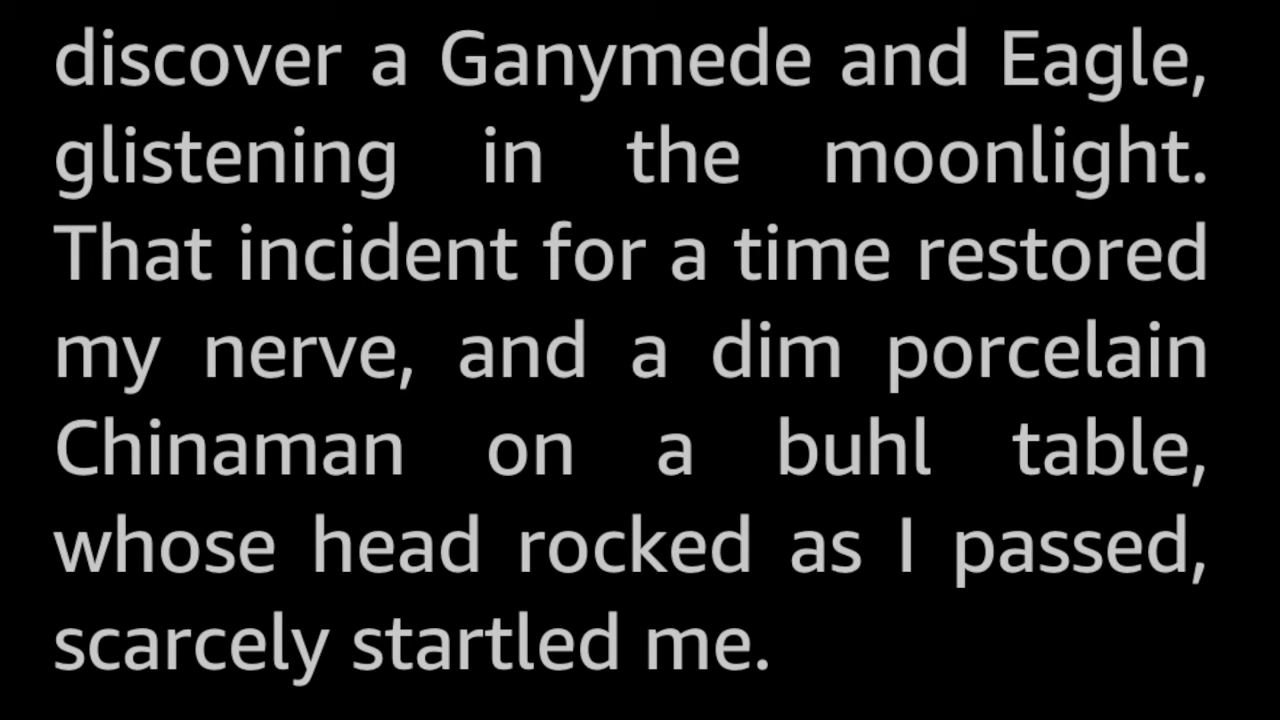 discover a Ganymede and Eagle,
glistening in the moonlight.
That incident for a time restored
my nerve, and a dim porcelain
Chinaman on a buhl table,
whose head rocked as I passed,
scarcely startled me.